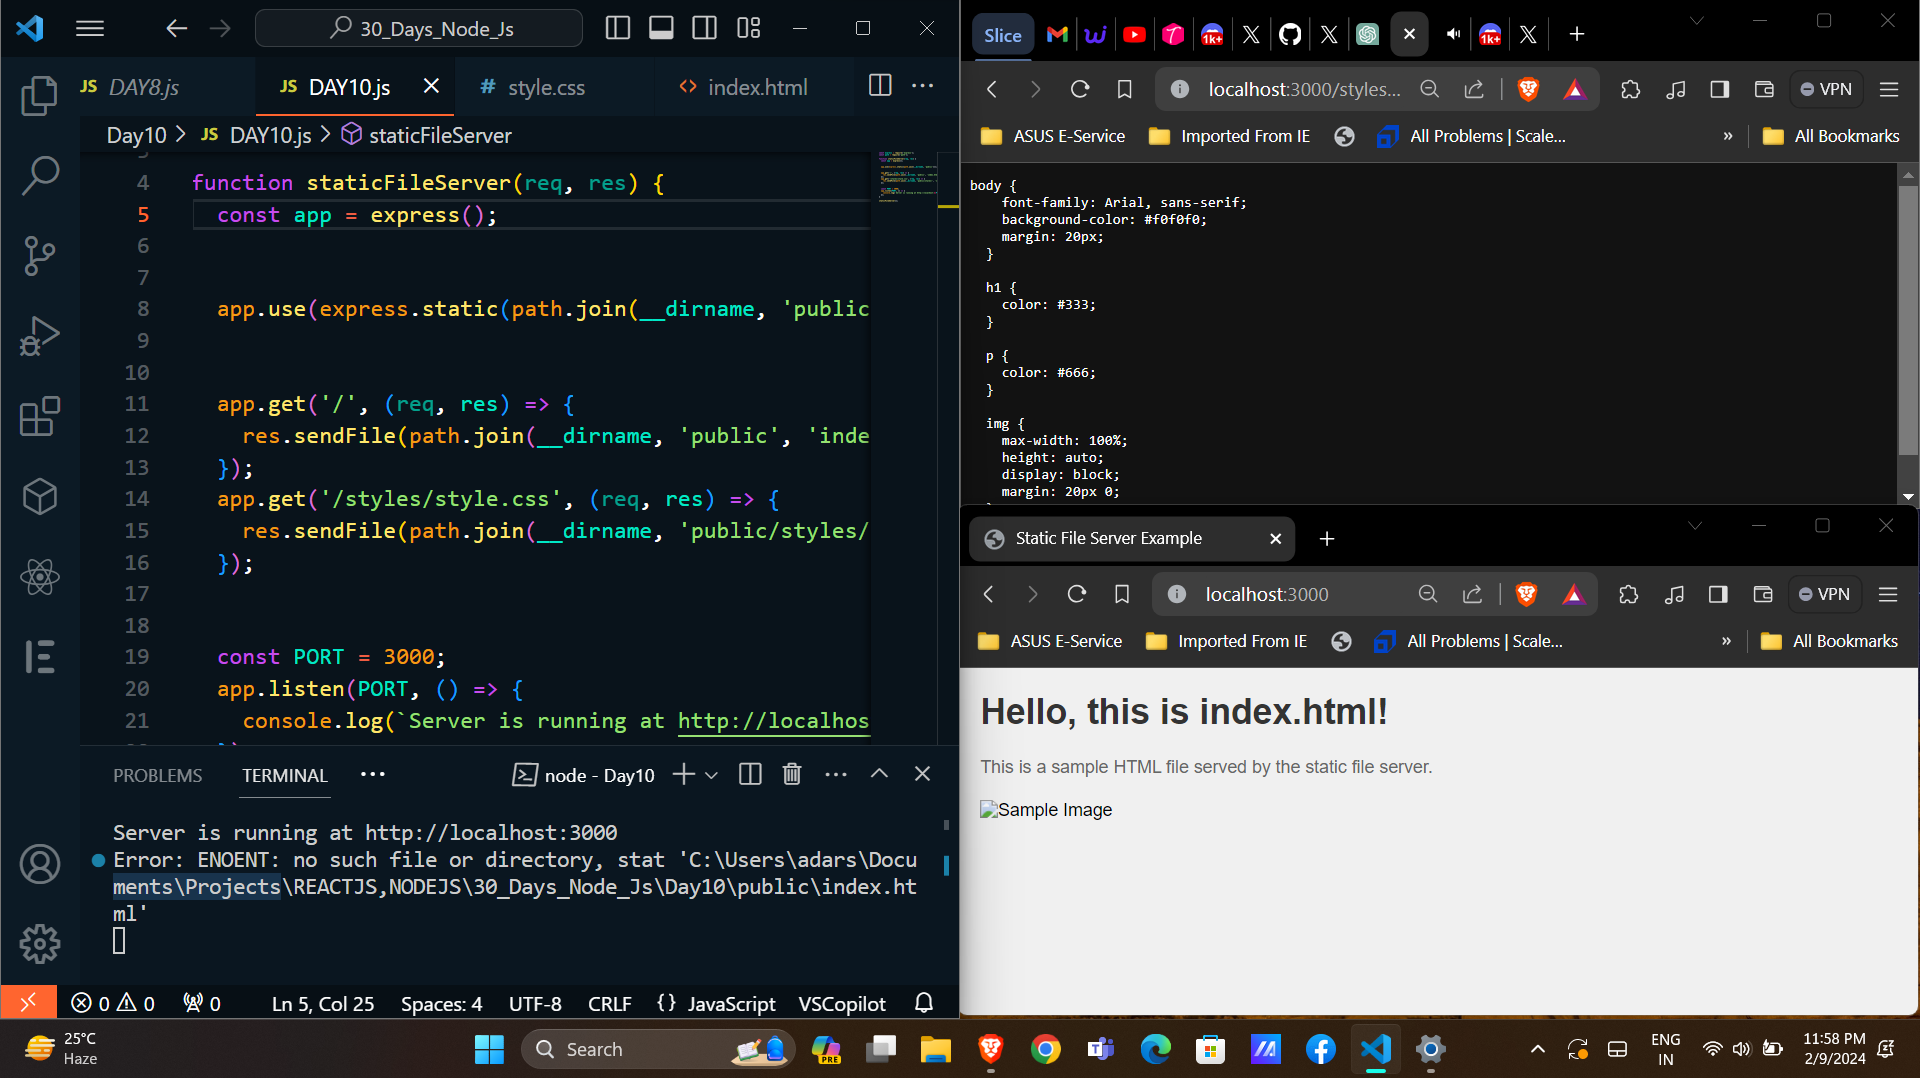 30_Days_Node_Js
JS DAY8.js
JS DAY10.js
# style.css
<> index.html
Day10 > JS DAY10.js > staticFileServer
4 function staticFileServer(req, res) {
5 const app = express();
6
7
8 app.use(express.static(path.join(__dirname, 'public
9
10
11 app.get('/', (req, res) => {
12 res.sendFile(path.join(__dirname, 'public', 'inde
13 });
14 app.get('/styles/style.css', (req, res) => {
15 res.sendFile(path.join(__dirname, 'public/styles/
16 });
17
18
19 const PORT = 3000;
20 app.listen(PORT, () => {
21 console.log(`Server is running at http://localhos
PROBLEMS TERMINAL ··· node - Day10
Server is running at http://localhost:3000
Error: ENOENT: no such file or directory, stat 'C:\Users\adars\Docu
ments\Projects\REACTJS,NODEJS\30_Days_Node_Js\Day10\public\index.ht
ml'
0 0 0 Ln 5, Col 25 Spaces: 4 UTF-8 CRLF {} JavaScript VSCopilot
Slice
1k+
1k+
localhost:3000/styles...
VPN
ASUS E-Service Imported From IE All Problems | Scale... » All Bookmarks
body {
font-family: Arial, sans-serif;
background-color: #f0f0f0;
margin: 20px;
}
h1 {
color: #333;
}
p {
color: #666;
}
img {
max-width: 100%;
height: auto;
display: block;
margin: 20px 0;
Static File Server Example
localhost:3000
VPN
ASUS E-Service Imported From IE All Problems | Scale... » All Bookmarks
Hello, this is index.html!
This is a sample HTML file served by the static file server.
Sample Image
25°C
Haze
Search
PRE
ENG
IN
11:58 PM
2/9/2024